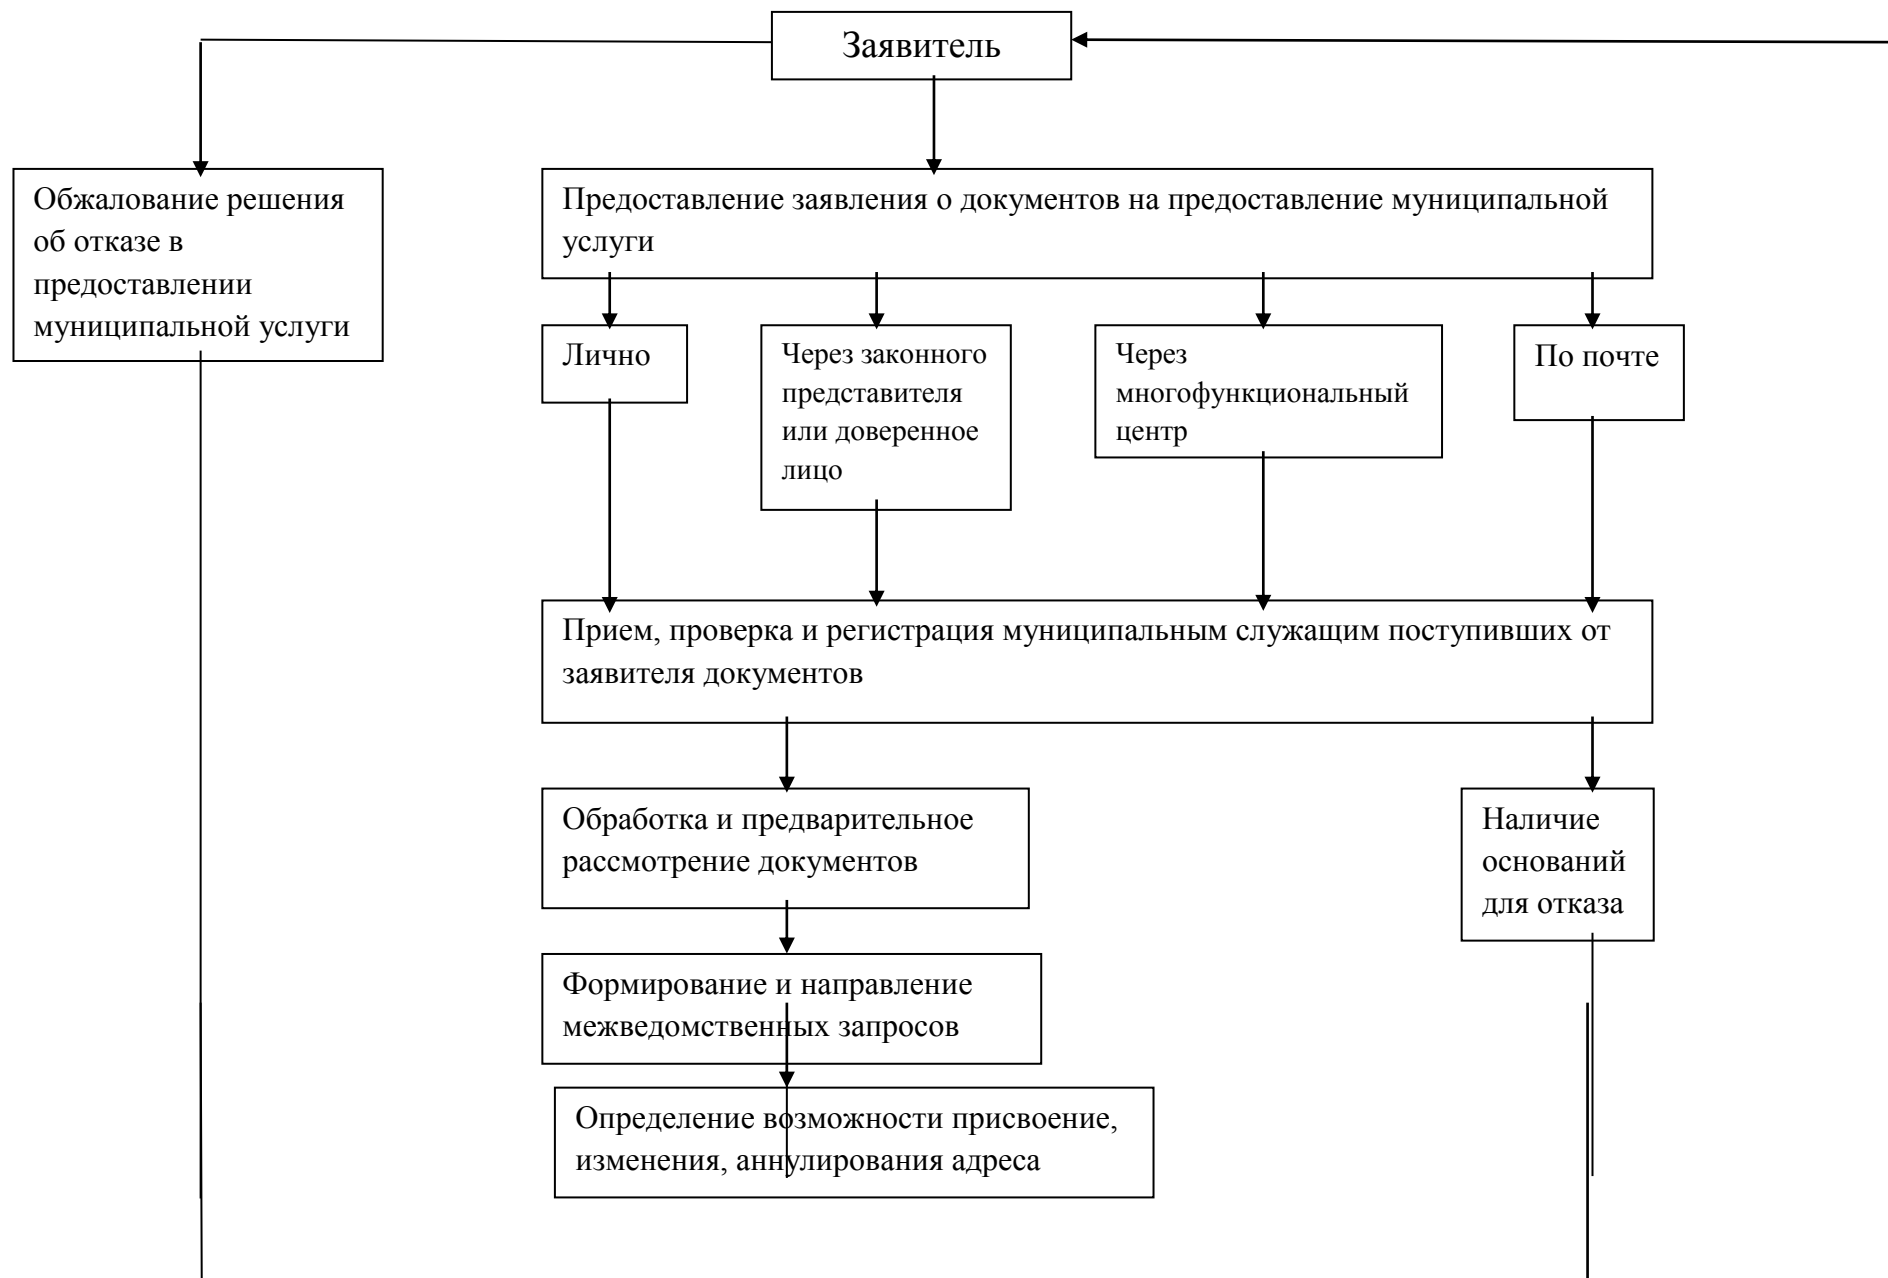 Заявитель
Обжалование решения
об отказе в
предоставлении
муниципальной услуги
Предоставление заявления о документов на предоставление муниципальной
услуги
Лично
Через законного
представителя
или доверенное
лицо
Через
многофункциональный
центр
По почте
Прием, проверка и регистрация муниципальным служащим поступивших от
заявителя документов
Обработка и предварительное
рассмотрение документов
Наличие
оснований
для отказа
Формирование и направление
межведомственных запросов
Определение возможности присвоение,
изменения, аннулирования адреса